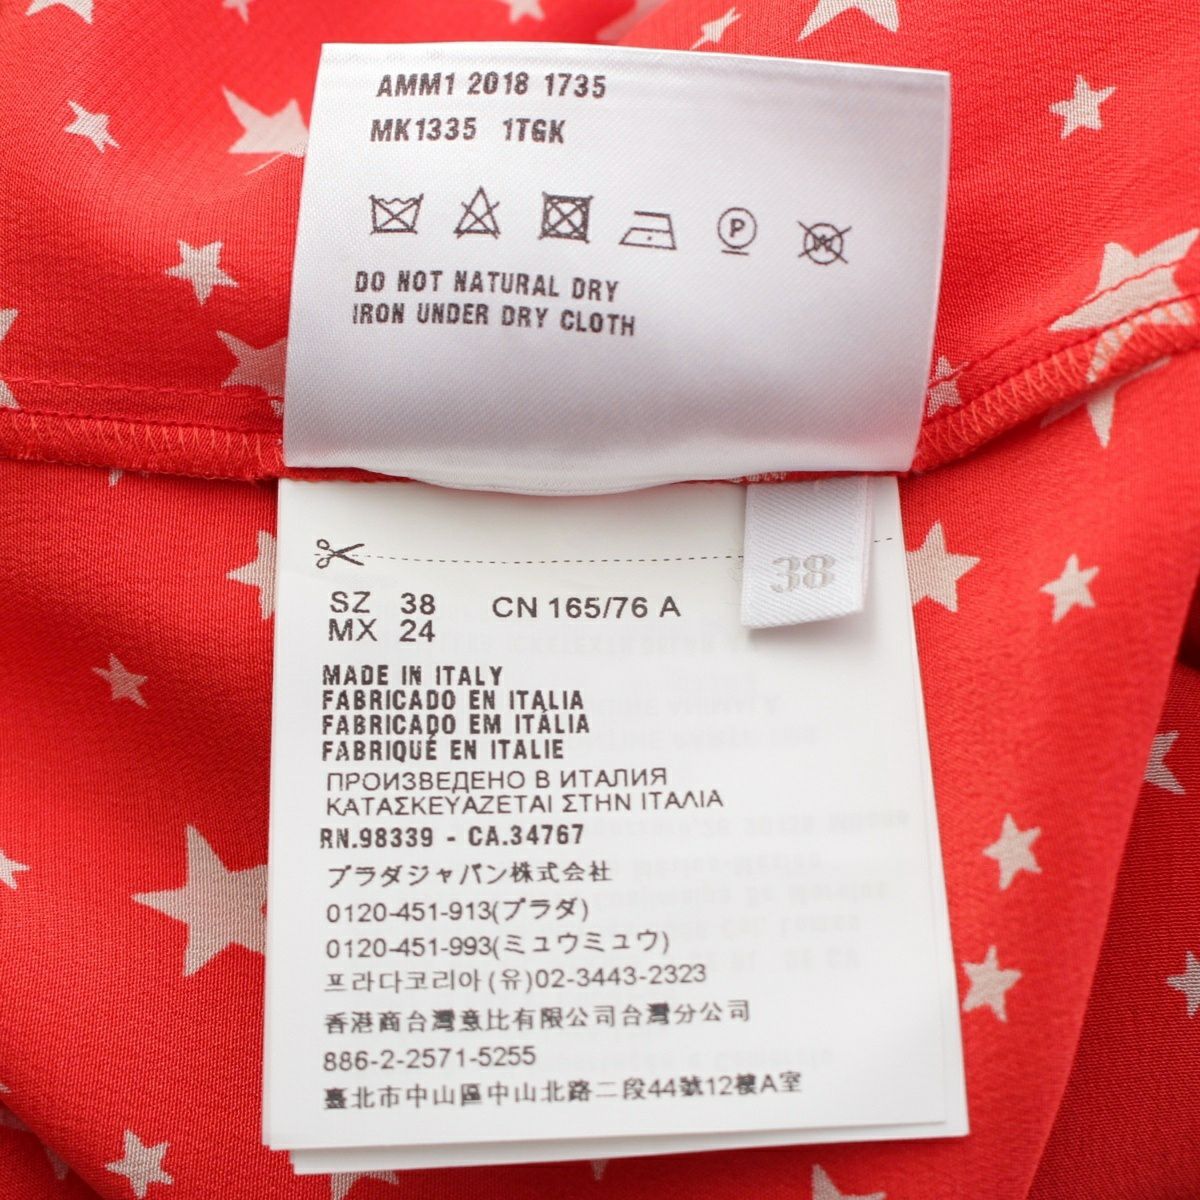 AMM1 2018 1735
MK1335 1TGK
P
W
DO NOT NATURAL DRY
IRON UNDER DRY CLOTH
38
SZ 38 CN 165/76 A
MX 24
MADE IN ITALY
FABRICADO EN ITALIA
FABRICADO EM ITÁLIA
FABRIQUÉ EN ITALIE
ПРОИЗВЕДЕНО В ИТАЛИЯ
ΚΑΤΑΣΚΕΥΑΖΕΤΑΙ ΣΤΗΝ ΙΤΑΛΙΑ
RN.98339 - CA.34767
プラダジャパン株式会社
0120-451-913(プラダ)
0120-451-993(ミュウミュウ)
프라다코리아(유)02-3443-2323
香港商台灣意比有限公司台灣分公司
886-2-2571-5255
臺北市中山區中山北路二段44號12樓A室